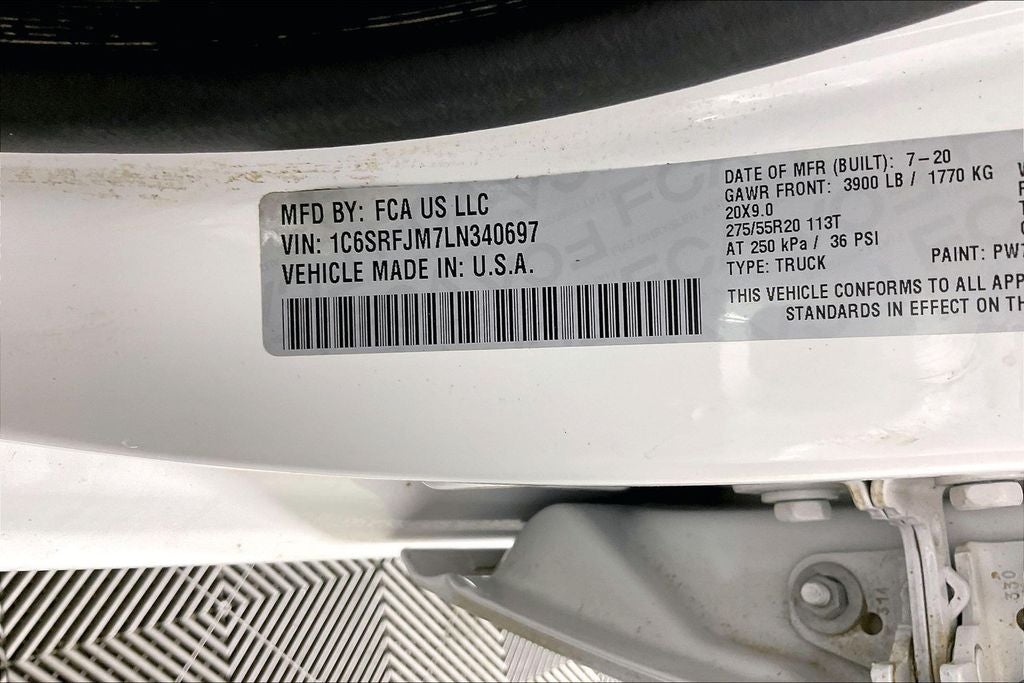 MFD BY: FCA US LLC
VIN: 1C6SRFJM7LN340697
VEHICLE MADE IN: U.S.A.
DATE OF MFR (BUILT): 7-20
GAWR FRONT: 3900 LB / 1770 KG
20X9.0
275/55R20 113T
AT 250 kPa / 36 PSI
TYPE: TRUCK
PAINT: PW7
THIS VEHICLE CONFORMS TO ALL APP
STANDARDS IN EFFECT ON TH
314
330